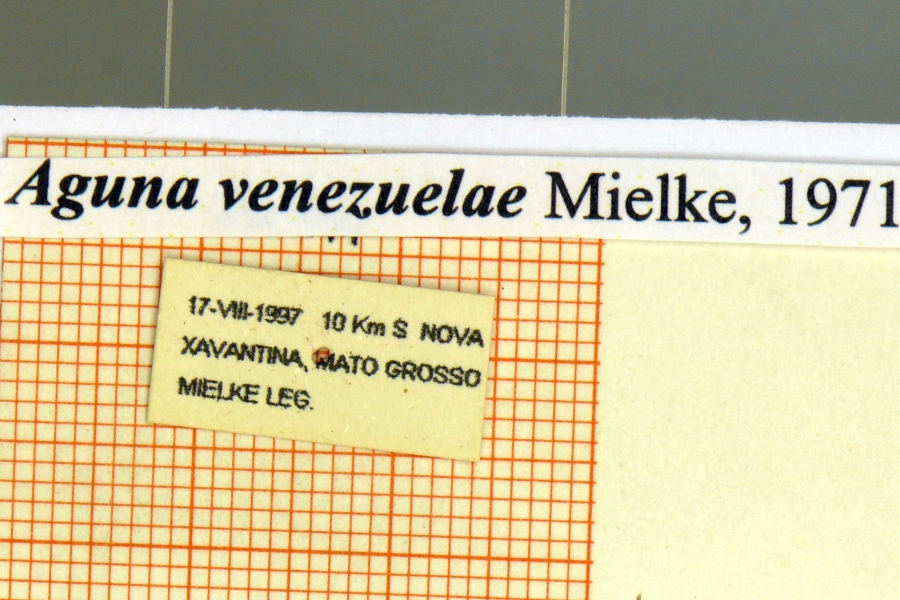 Aguna venezuelae Mielke, 1971
17-VIII-1997 10 Km S NOVA
XAVANTINA, MATO GROSSO
MIELKE LEG.